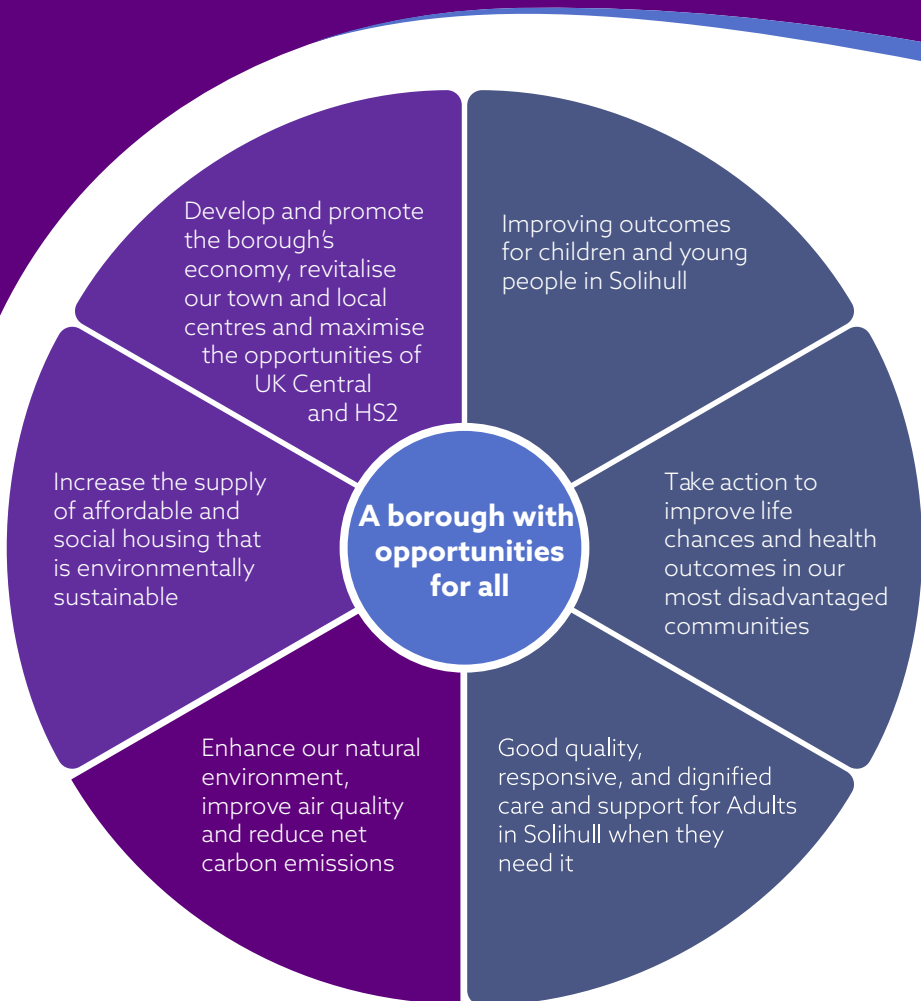 Develop and promote
the borough's
economy, revitalise
our town and local
centres and maximise
the opportunities of
UK Central
and HS2
Improving outcomes
for children and young
people in Solihull
Increase the supply
of affordable and
social housing that
is environmentally
sustainable
A borough with
opportunities
for all
Take action to
improve life
chances and health
outcomes in our
most disadvantaged
communities
Enhance our natural
environment,
improve air quality
and reduce net
carbon emissions
Good quality,
responsive, and dignified
care and support for Adults
in Solihull when they
need it